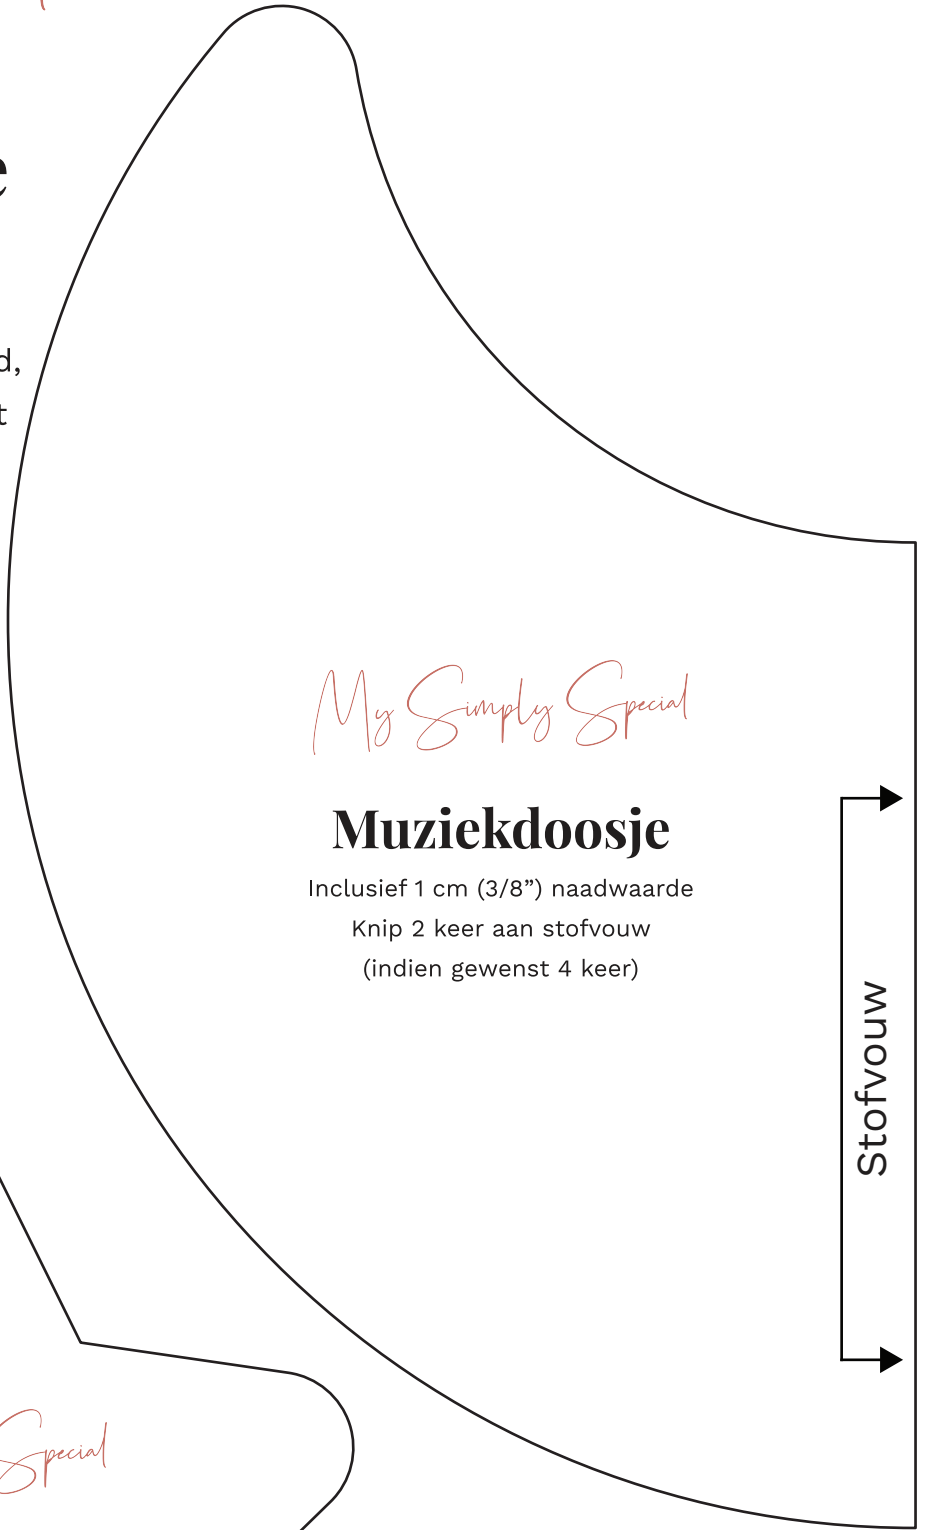 e
d,
t
My Simply Special
Muziekdoosje
Inclusief 1 cm (3/8”) naadwaarde
Knip 2 keer aan stofvouw
(indien gewenst 4 keer)
Stofvouw
Special